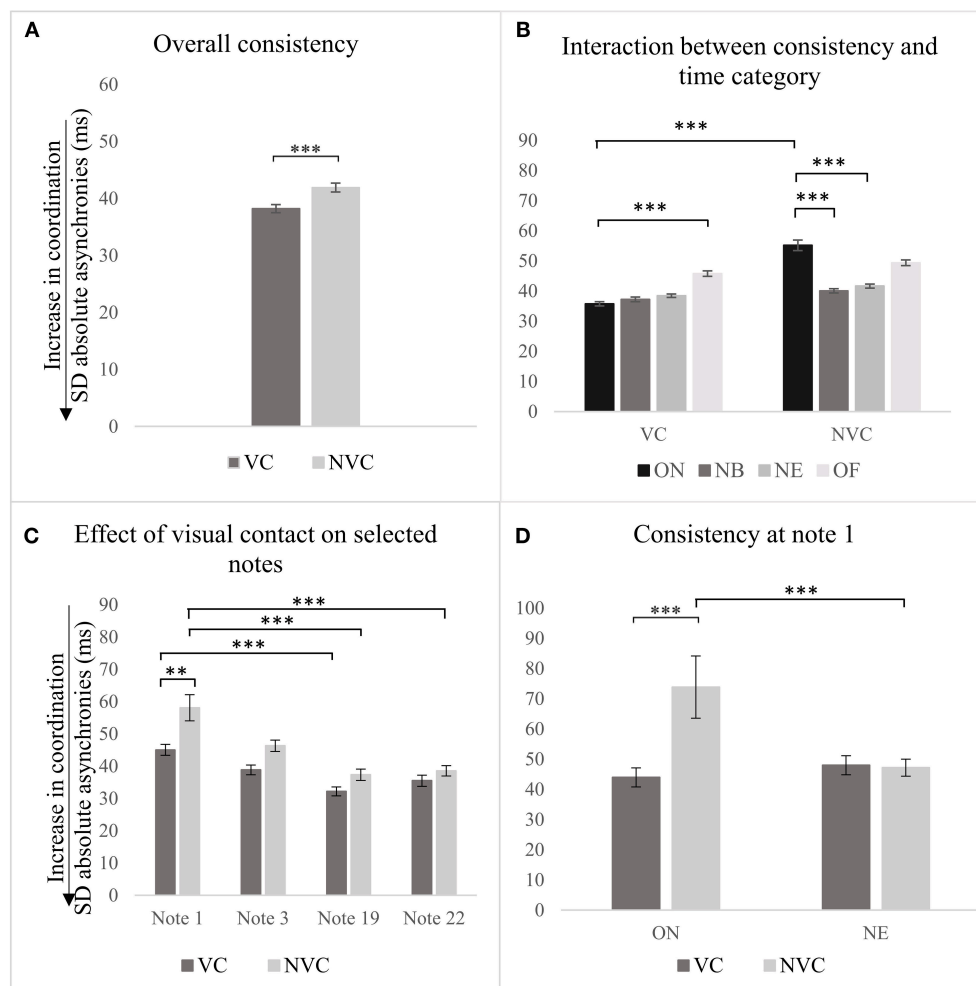 A
Overall consistency
Increase in coordination
SD absolute asynchronies (ms)
60
50
40
30
20
10
0
***
VC NVC
B
Interaction between consistency and
time category
90
80
70
60
50
40
30
20
10
0
***
***
***
***
VC NVC
ON NB NE OF
C
Effect of visual contact on selected
notes
Increase in coordination
SD absolute asynchronies (ms)
90
80
70
60
50
40
30
20
10
0
***
***
***
**
Note 1 Note 3 Note 19 Note 22
VC NVC
D
Consistency at note 1
100
90
80
70
60
50
40
30
20
10
0
***
***
ON NE
VC NVC